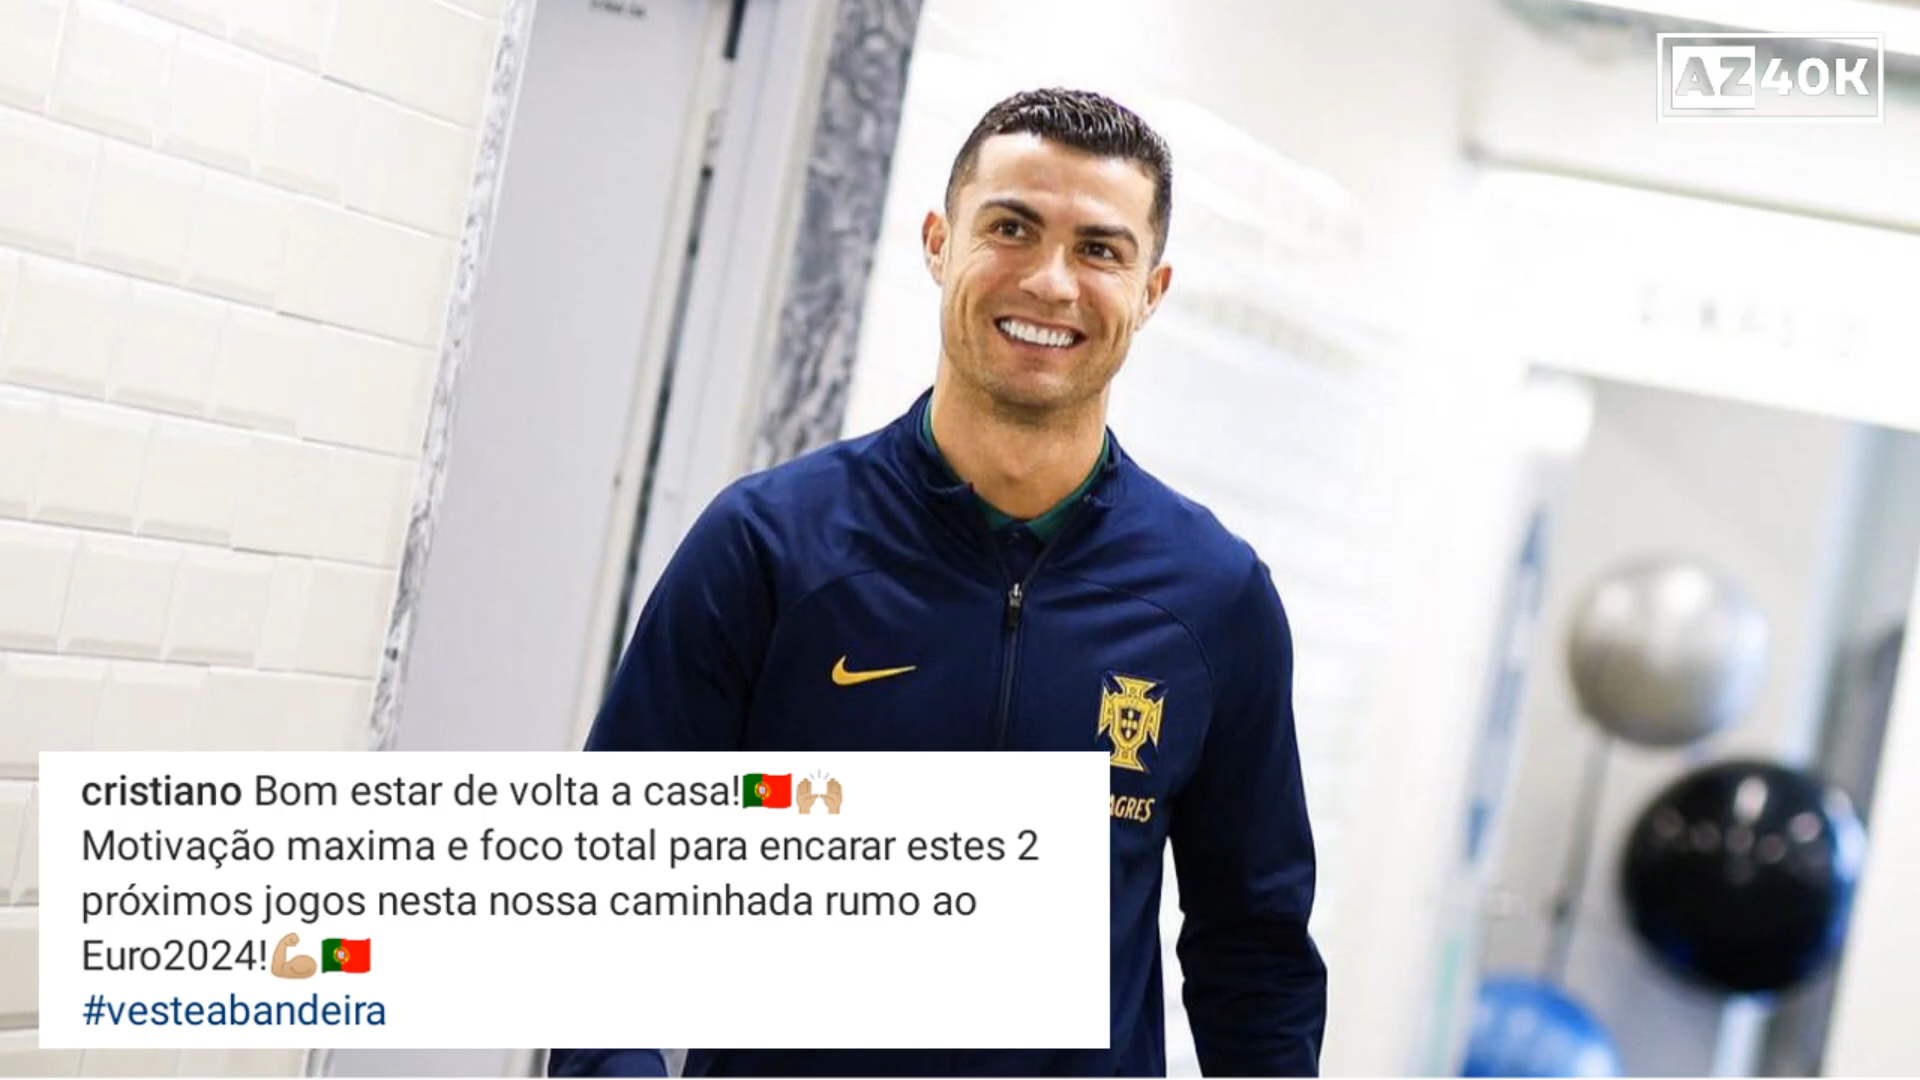 AZ40K
cristiano Bom estar de volta a casa!🇵🇹🙌🏼
Motivação maxima e foco total para encarar estes 2
próximos jogos nesta nossa caminhada rumo ao
Euro2024!💪🏼🇵🇹
#vesteabandeira
AGRES